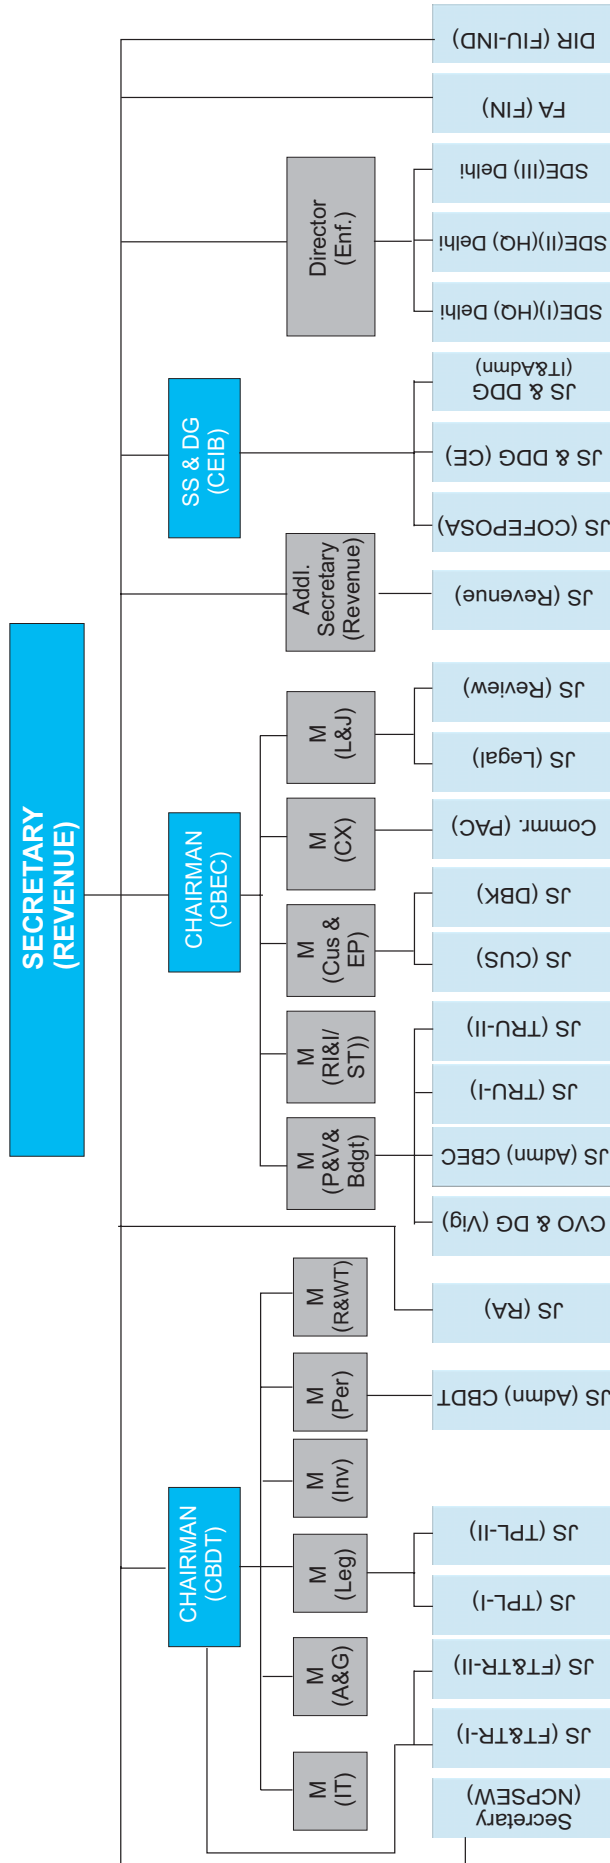 SECRETARY
(REVENUE)
CHAIRMAN
(CBDT)
CHAIRMAN
(CBEC)
SS & DG
(CEIB)
M
(IT)
M
(A&G)
M
(Leg)
M
(Inv)
M
(Per)
M
(R&WT)
M
(P&V&
Bdgt)
M
(RI&I/
ST))
M
(Cus &
EP)
M
(CX)
M
(L&J)
Addl.
Secretary
(Revenue)
Director
(Enf.)
Secretary
(NCPSEW)
JS (FT&TR-I)
JS (FT&TR-II)
JS (TPL-I)
JS (TPL-II)
JS (Admn) CBDT
JS (RA)
CVO & DG (Vig)
JS (Admn) CBEC
JS (TRU-I)
JS (TRU-II)
JS (CUS)
JS (DBK)
Commr. (PAC)
JS (Legal)
JS (Review)
JS (Revenue)
JS (COFEPOSA)
JS & DDG (CE)
JS & DDG
(IT&Admn)
SDE(I)(HQ) Delhi
SDE(II)(HQ) Delhi
SDE(III) Delhi
FA (FIN)
DIR (FIU-IND)